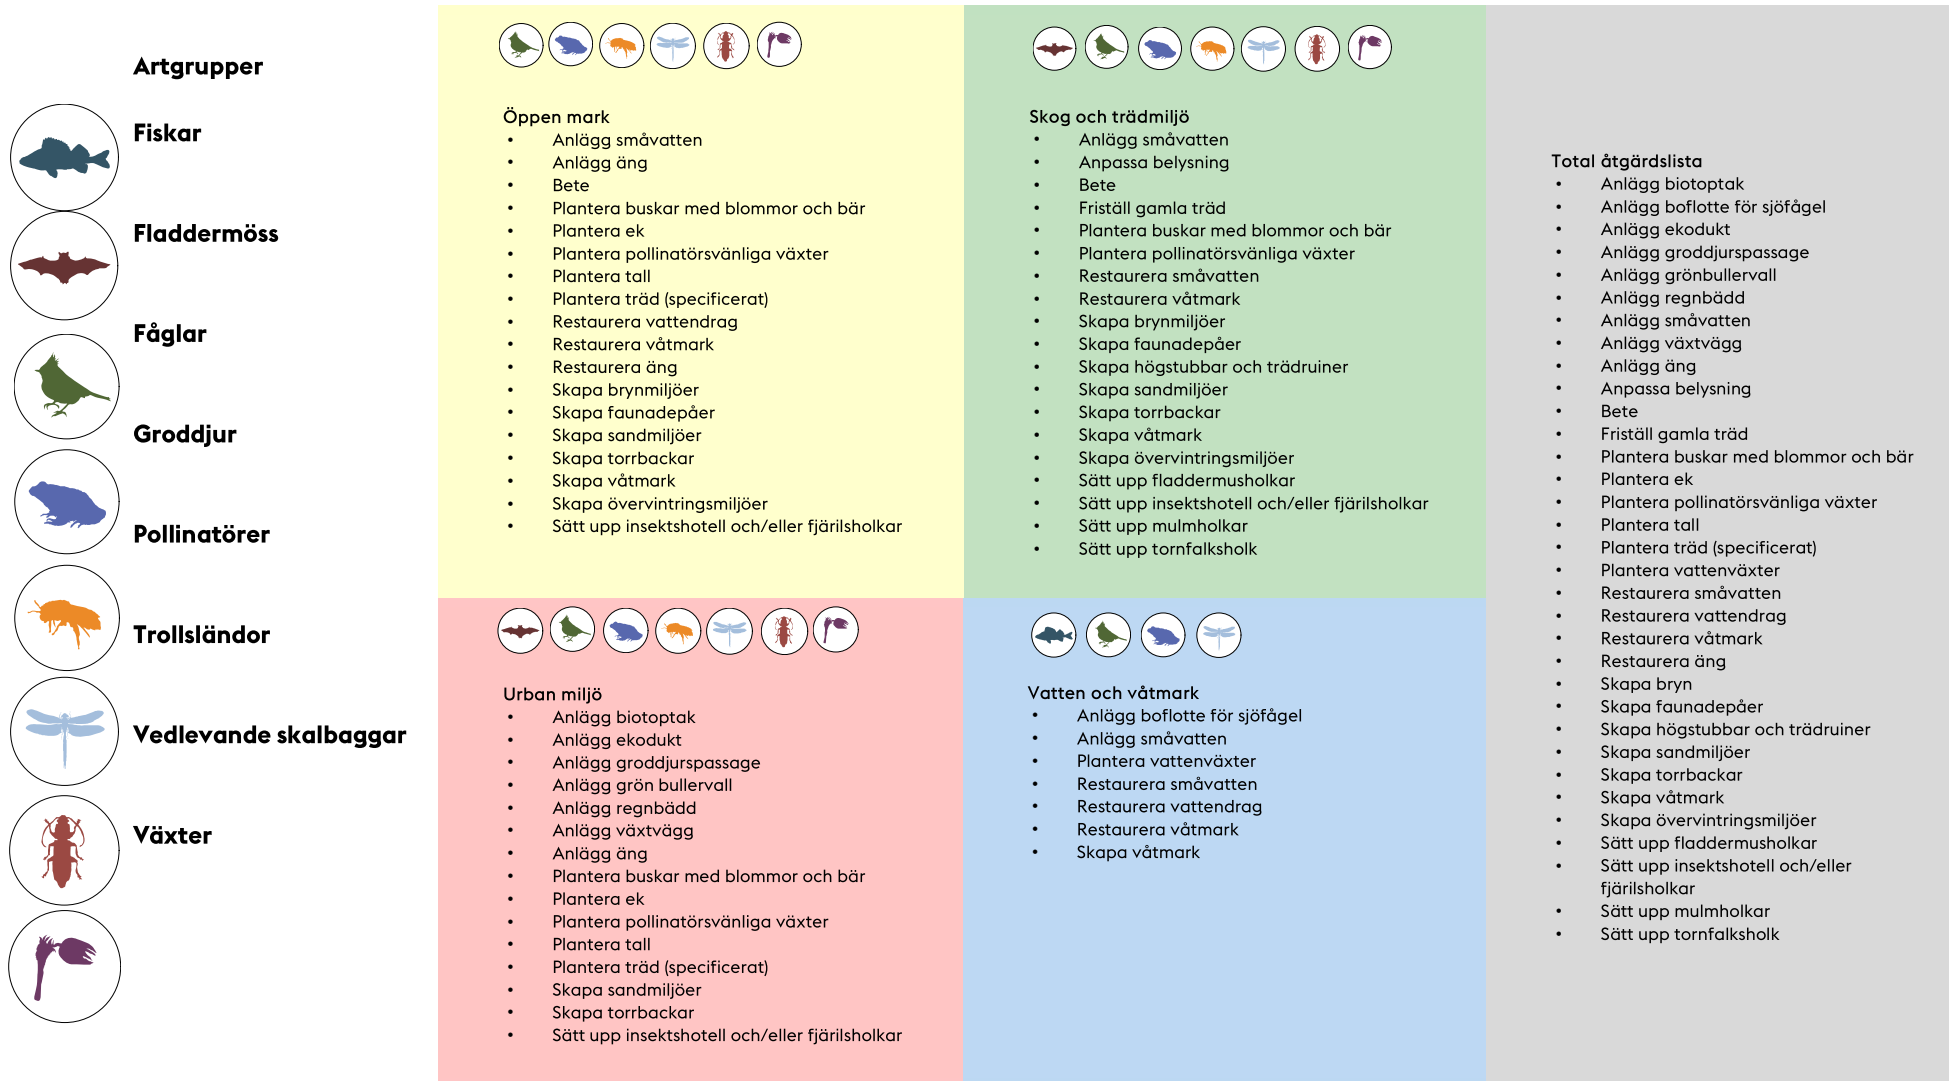 Artgrupper
Fiskar
Fladdermöss
Fåglar
Groddjur
Pollinatörer
Trollsländor
Vedlevande skalbaggar
Växter
Öppen mark
• Anlägg småvatten
• Anlägg äng
• Bete
• Plantera buskar med blommor och bär
• Plantera ek
• Plantera pollinatörsvänliga växter
• Plantera tall
• Plantera träd (specificerat)
• Restaurera vattendrag
• Restaurera våtmark
• Restaurera äng
• Skapa brynmiljöer
• Skapa faunadepåer
• Skapa sandmiljöer
• Skapa torrbackar
• Skapa våtmark
• Skapa övervintringsmiljöer
• Sätt upp insektshotell och/eller fjärilsholkar
Skog och trädmiljö
• Anlägg småvatten
• Anpassa belysning
• Bete
• Friställ gamla träd
• Plantera buskar med blommor och bär
• Plantera pollinatörsvänliga växter
• Restaurera småvatten
• Restaurera våtmark
• Skapa brynmiljöer
• Skapa faunadepåer
• Skapa högstubbar och trädruiner
• Skapa sandmiljöer
• Skapa torrbackar
• Skapa våtmark
• Skapa övervintringsmiljöer
• Sätt upp fladdermusholkar
• Sätt upp insektshotell och/eller fjärilsholkar
• Sätt upp mulmholkar
• Sätt upp tornfalksholk
Urban miljö
• Anlägg biotoptak
• Anlägg ekodukt
• Anlägg groddjurspassage
• Anlägg grön bullervall
• Anlägg regnbädd
• Anlägg växtvägg
• Anlägg äng
• Plantera buskar med blommor och bär
• Plantera ek
• Plantera pollinatörsvänliga växter
• Plantera tall
• Plantera träd (specificerat)
• Skapa sandmiljöer
• Skapa torrbackar
• Sätt upp insektshotell och/eller fjärilsholkar
Vatten och våtmark
• Anlägg boflotte för sjöfågel
• Anlägg småvatten
• Plantera vattenväxter
• Restaurera småvatten
• Restaurera vattendrag
• Restaurera våtmark
• Skapa våtmark
Total åtgärdslista
• Anlägg biotoptak
• Anlägg boflotte för sjöfågel
• Anlägg ekodukt
• Anlägg groddjurspassage
• Anlägg grönbullervall
• Anlägg regnbädd
• Anlägg småvatten
• Anlägg växtvägg
• Anlägg äng
• Anpassa belysning
• Bete
• Friställ gamla träd
• Plantera buskar med blommor och bär
• Plantera ek
• Plantera pollinatörsvänliga växter
• Plantera tall
• Plantera träd (specificerat)
• Plantera vattenväxter
• Restaurera småvatten
• Restaurera vattendrag
• Restaurera våtmark
• Restaurera äng
• Skapa bryn
• Skapa faunadepåer
• Skapa högstubbar och trädruiner
• Skapa sandmiljöer
• Skapa torrbackar
• Skapa våtmark
• Skapa övervintringsmiljöer
• Sätt upp fladdermusholkar
• Sätt upp insektshotell och/eller
fjärilsholkar
• Sätt upp mulmholkar
• Sätt upp tornfalksholk